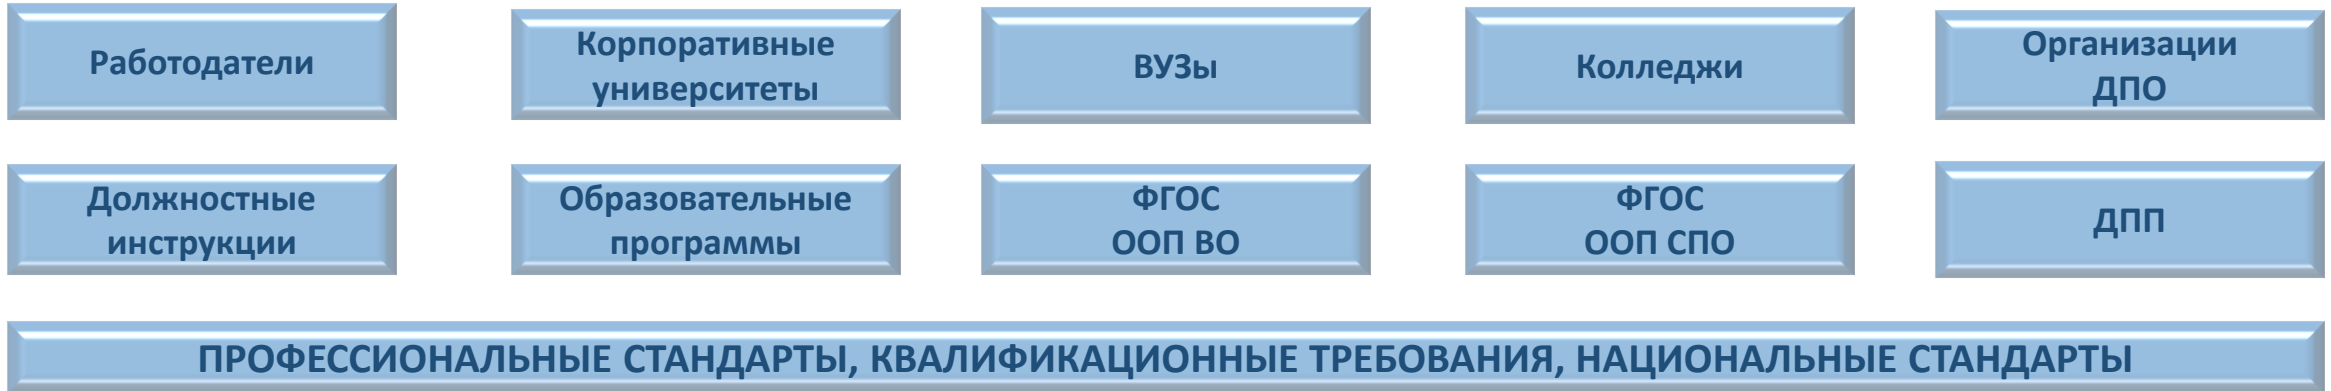 Работодатели
Корпоративные
университеты
ВУЗы
Колледжи
Организации
ДПО
Должностные
инструкции
Образовательные
программы
ФГОС
ООП ВО
ФГОС
ООП СПО
ДПП
ПРОФЕССИОНАЛЬНЫЕ СТАНДАРТЫ, КВАЛИФИКАЦИОННЫЕ ТРЕБОВАНИЯ, НАЦИОНАЛЬНЫЕ СТАНДАРТЫ